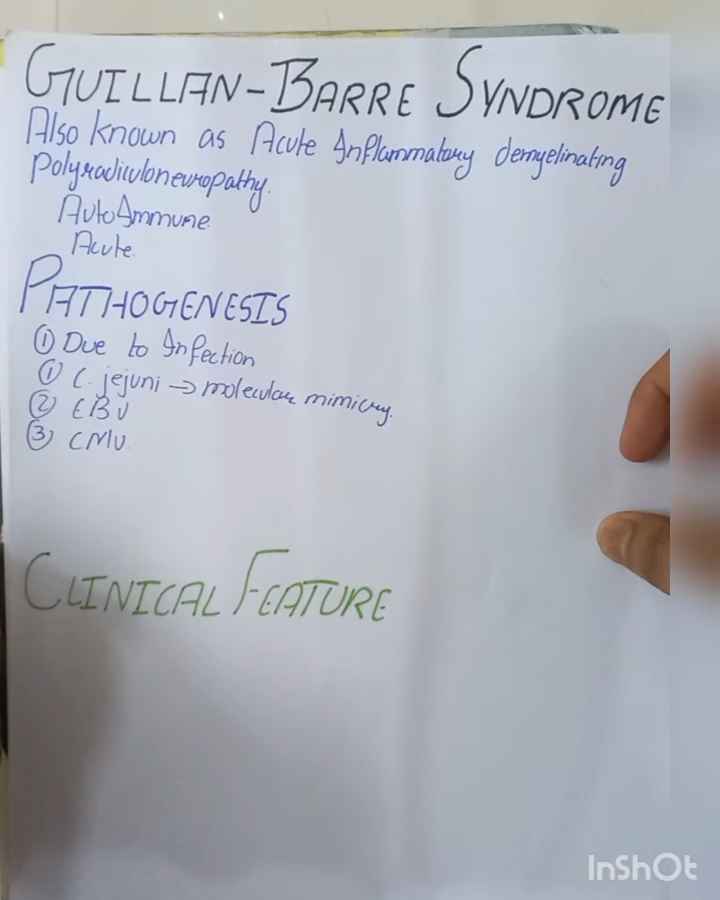 GUILLAN-BARRE SYNDROME
Also known as Acute Inflammatory demyelinating
Polyradiculoneuropathy.
AutoImmune
Acute
PATHOGENESIS
① Due to Infection
① C. jejuni → molecular mimicry.
② EBV
③ CMV
CLINICAL FEATURE
InShOt